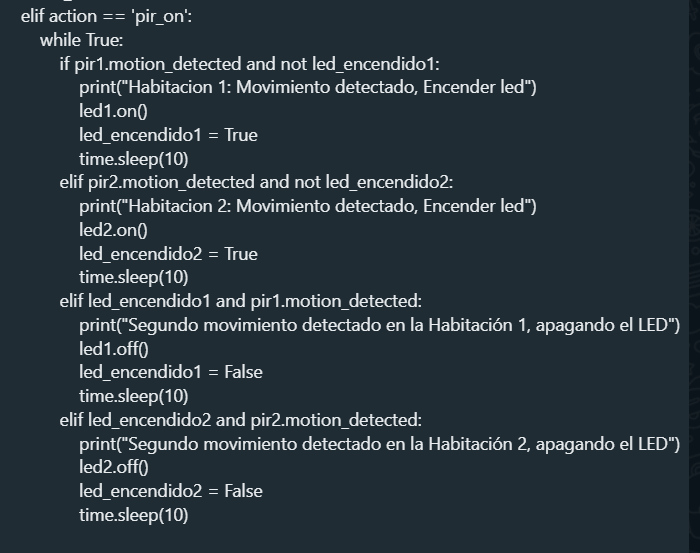 elif action == 'pir_on':
while True:
if pir1.motion_detected and not led_encendido1:
print("Habitacion 1: Movimiento detectado, Encender led")
led1.on()
led_encendido1 = True
time.sleep(10)
elif pir2.motion_detected and not led_encendido2:
print("Habitacion 2: Movimiento detectado, Encender led")
led2.on()
led_encendido2 = True
time.sleep(10)
elif led_encendido1 and pir1.motion_detected:
print("Segundo movimiento detectado en la Habitación 1, apagando el LED")
led1.off()
led_encendido1 = False
time.sleep(10)
elif led_encendido2 and pir2.motion_detected:
print("Segundo movimiento detectado en la Habitación 2, apagando el LED")
led2.off()
led_encendido2 = False
time.sleep(10)